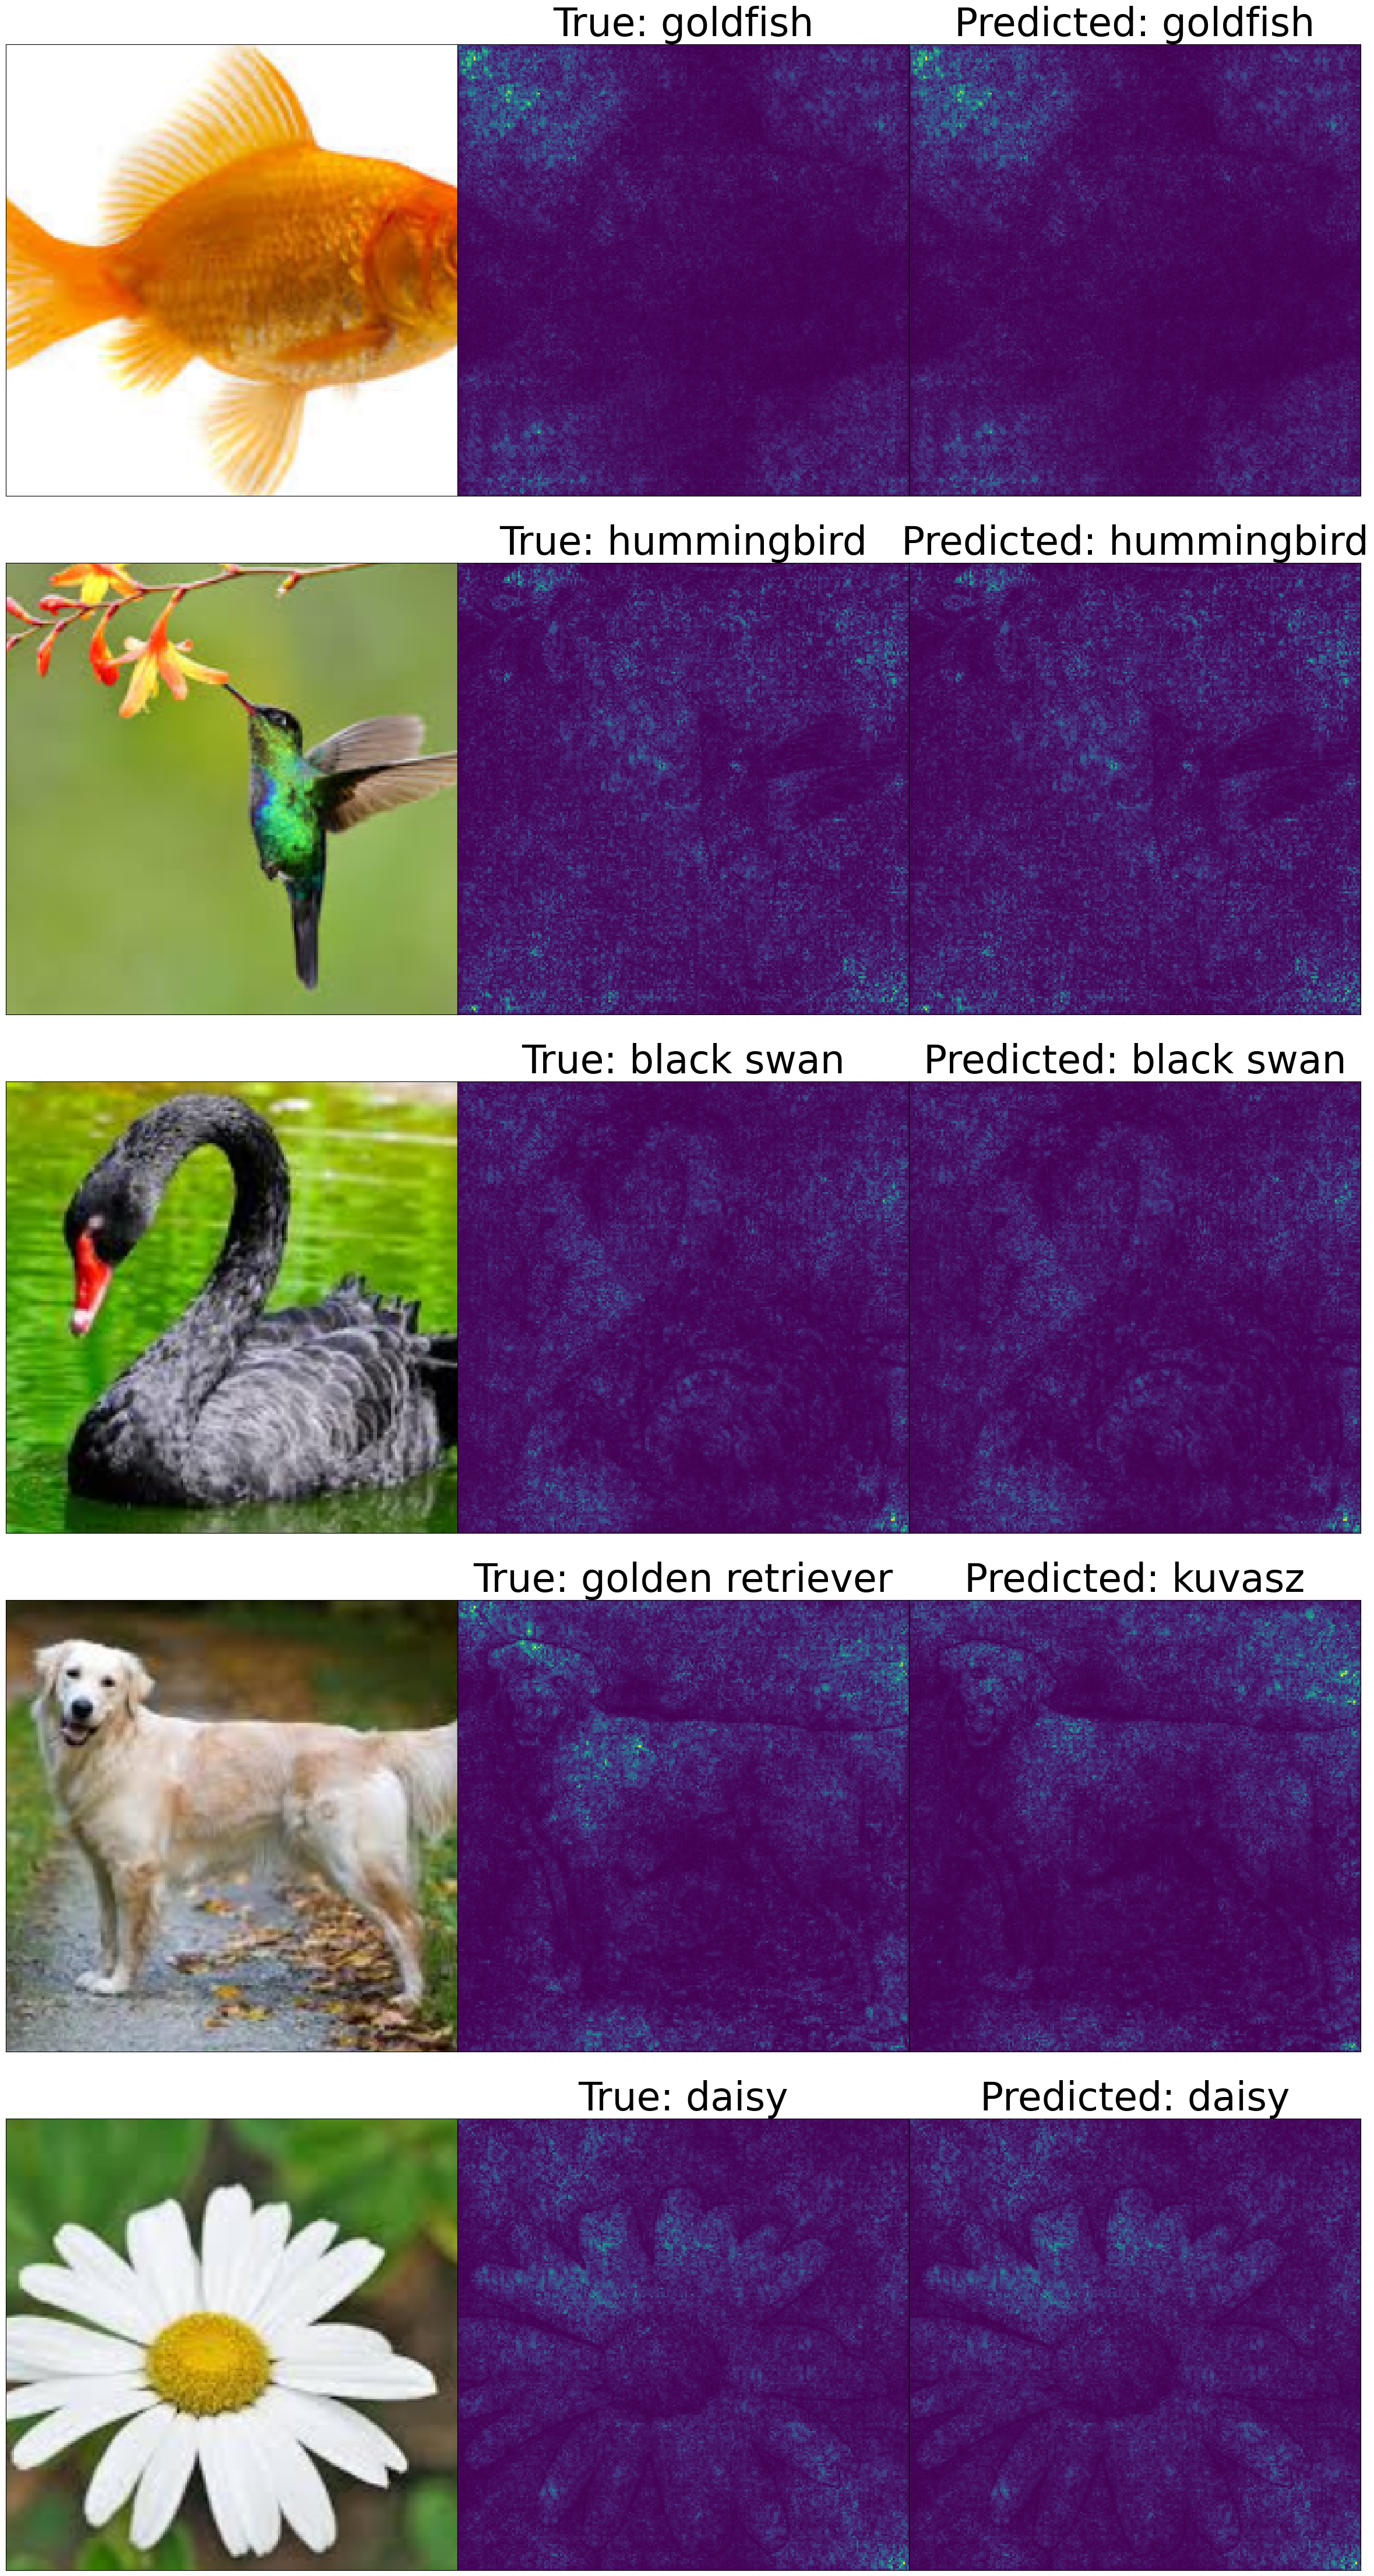 True: goldfish Predicted: goldfish
True: hummingbird Predicted: hummingbird
True: black swan Predicted: black swan
True: golden retriever Predicted: kuvasz
True: daisy Predicted: daisy